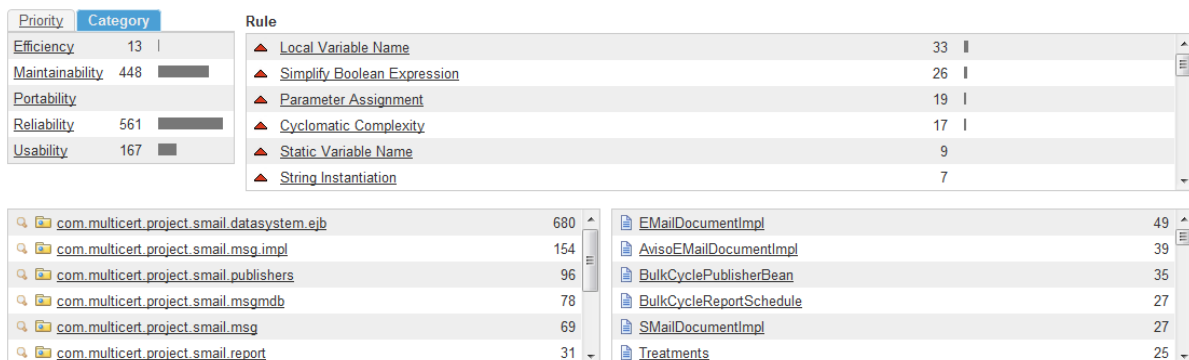 Priority Category
Efficiency 13
Maintainability 448
Portability
Reliability 561
Usability 167
Rule
Local Variable Name 33
Simplify Boolean Expression 26
Parameter Assignment 19
Cyclomatic Complexity 17
Static Variable Name 9
String Instantiation 7
com.multicert.project.smail.datasystem.ejb 680
com.multicert.project.smail.msg.impl 154
com.multicert.project.smail.publishers 96
com.multicert.project.smail.msgmdb 78
com.multicert.project.smail.msg 69
com.multicert.project.smail.report 31
EMailDocumentImpl 49
AvisoEMailDocumentImpl 39
BulkCyclePublisherBean 35
BulkCycleReportSchedule 27
SMailDocumentImpl 27
Treatments 25